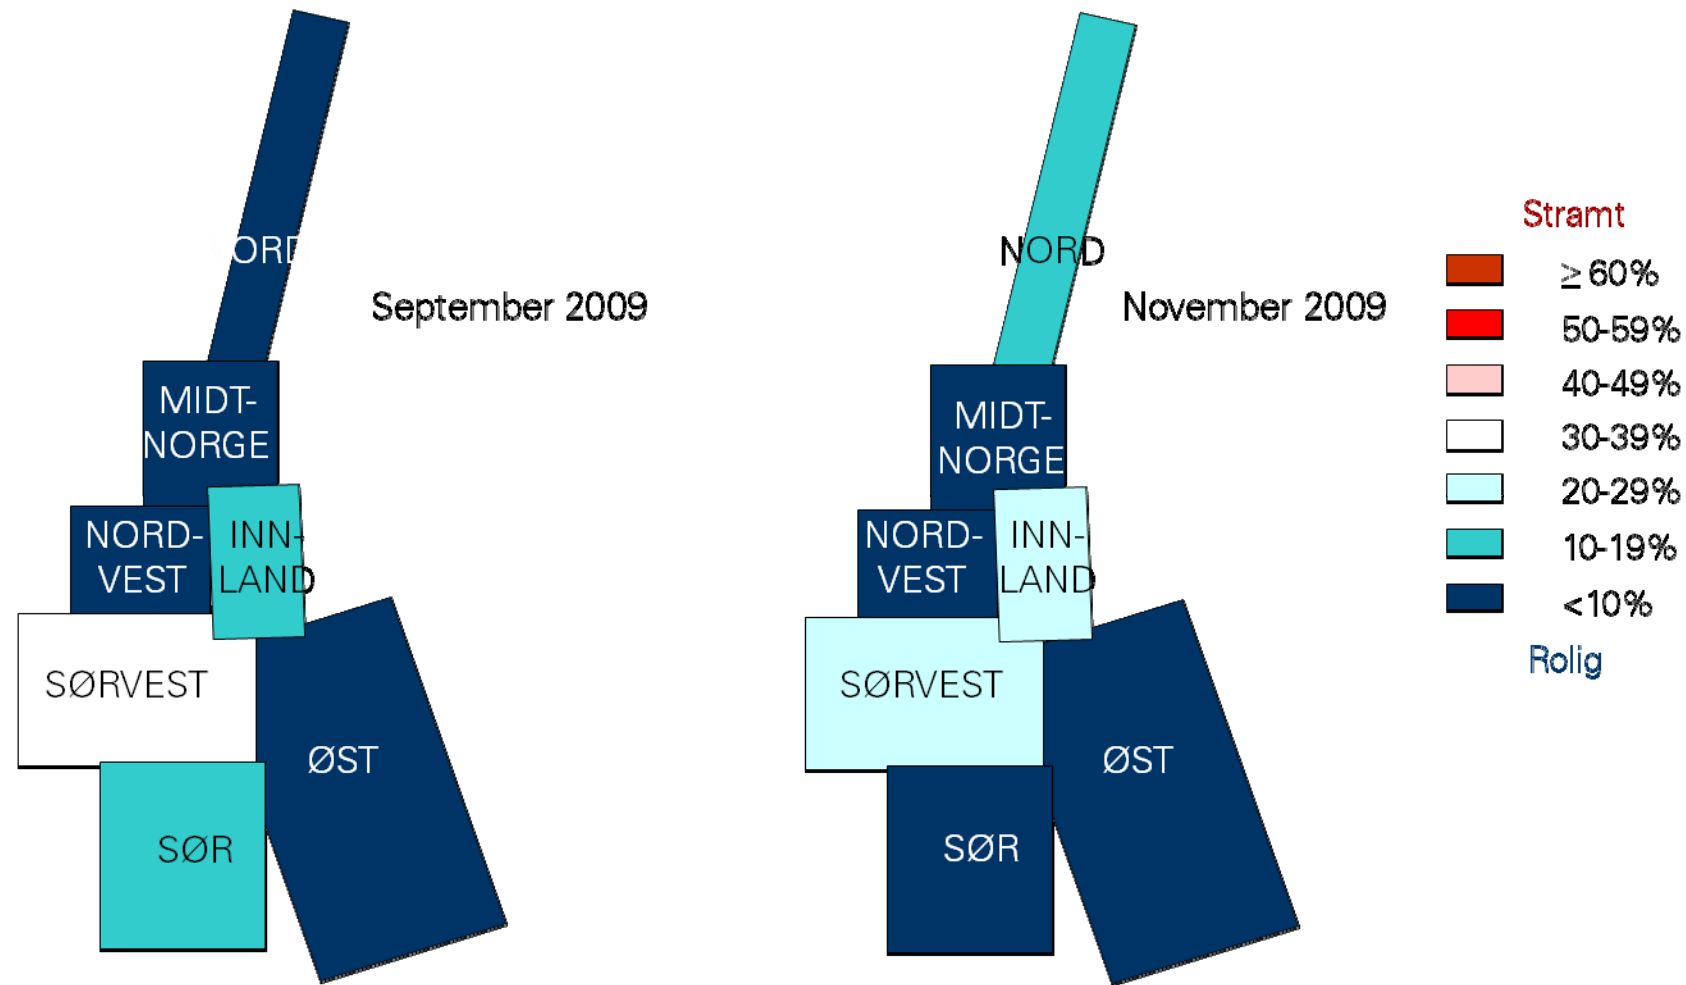 NORD
September 2009
MIDT-
NORGE
NORD-
VEST
INN-
LAND
SØRVEST
ØST
SØR
NORD
November 2009
MIDT-
NORGE
NORD-
VEST
INN-
LAND
SØRVEST
ØST
SØR
Stramt
≥ 60%
50-59%
40-49%
30-39%
20-29%
10-19%
<10%
Rolig